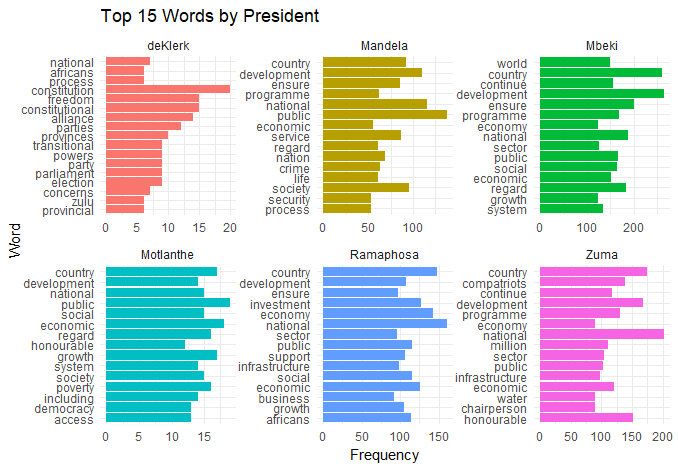 Top 15 Words by President
deKlerk
national
africans
process
constitution
freedom
constitutional
alliance
parties
provinces
transitional
powers
party
parliament
election
concerns
zulu
provincial
0 5 10 15 20
Mandela
country
development
ensure
programme
national
public
economic
service
regard
nation
crime
life
society
security
process
0 50 100
Mbeki
world
country
continue
development
ensure
programme
economy
national
sector
public
social
economic
regard
growth
system
0 100 200
Motlanthe
country
development
national
public
social
economic
regard
honourable
growth
system
society
poverty
including
democracy
access
0 5 10 15
Ramaphosa
country
development
ensure
investment
economy
national
sector
public
support
infrastructure
social
economic
business
growth
africans
0 50 100 150
Zuma
country
compatriots
continue
development
programme
economy
national
million
sector
public
infrastructure
economic
water
chairperson
honourable
0 50 100 150 200
Word
Frequency